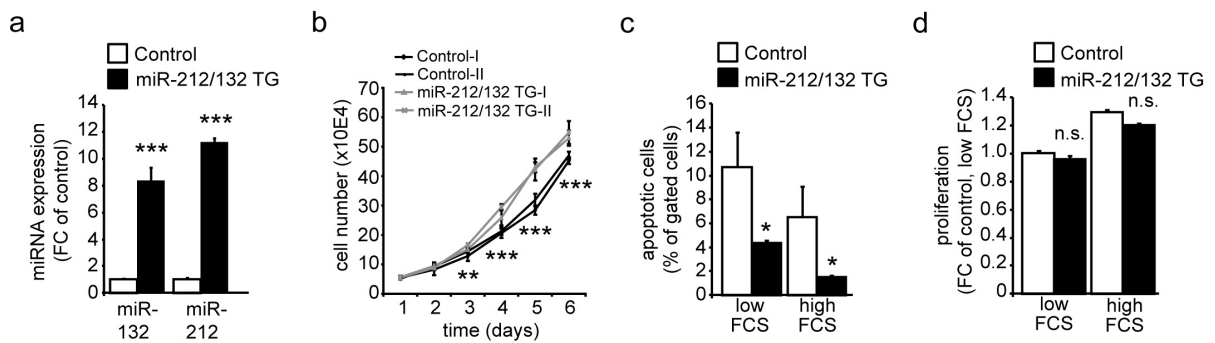 a
Control
miR-212/132 TG
miRNA expression
(FC of control)
14
12
10
8
6
4
2
0
***
***
miR-
132
miR-
212
b
Control-I
Control-II
miR-212/132 TG-I
miR-212/132 TG-II
cell number (x10E4)
70
60
50
40
30
20
10
0
**
***
***
***
1 2 3 4 5 6
time (days)
c
Control
miR-212/132 TG
apoptotic cells
(% of gated cells)
16
14
12
10
8
6
4
2
0
*
*
low
FCS
high
FCS
d
Control
miR-212/132 TG
proliferation
(FC of control, low FCS)
1.4
1.2
1.0
0.8
0.6
0.4
0.2
0
n.s.
n.s.
low
FCS
high
FCS